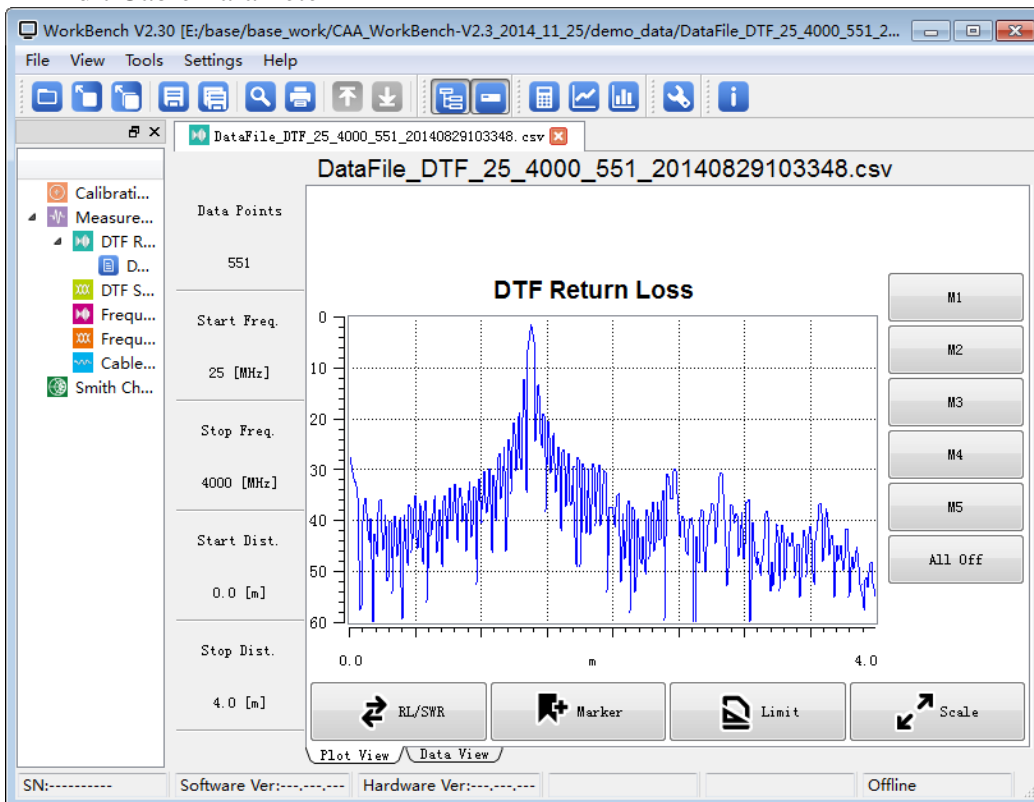 WorkBench V2.30 [E:/base/base_work/CAA_WorkBench-V2.3_2014_11_25/demo_data/DataFile_DTF_25_4000_551_2...
File View Tools Settings Help
DataFile_DTF_25_4000_551_20140829103348.csv
DataFile_DTF_25_4000_551_20140829103348.csv
Calibrati...
Measure...
DTF R...
D...
DTF S...
Frequ...
Frequ...
Cable...
Smith Ch...
Data Points
551
Start Freq.
25 [MHz]
Stop Freq.
4000 [MHz]
Start Dist.
0.0 [m]
Stop Dist.
4.0 [m]
DTF Return Loss
0
10
20
30
40
50
60
0.0 m 4.0
M1
M2
M3
M4
M5
All Off
RL/SWR Marker Limit Scale
Plot View Data View
SN:---------- Software Ver:---.---.--- Hardware Ver:---.---.--- Offline